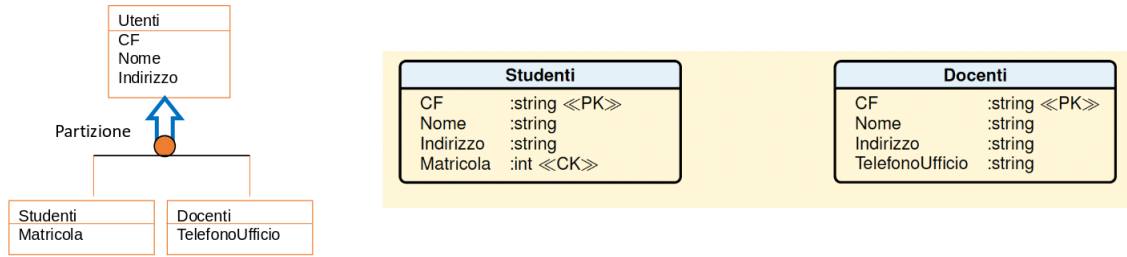 Utenti
CF
Nome
Indirizzo
Partizione
Studenti
Matricola
Docenti
TelefonoUfficio
Studenti
CF :string ≪PK≫
Nome :string
Indirizzo :string
Matricola :int ≪CK≫
Docenti
CF :string ≪PK≫
Nome :string
Indirizzo :string
TelefonoUfficio :string